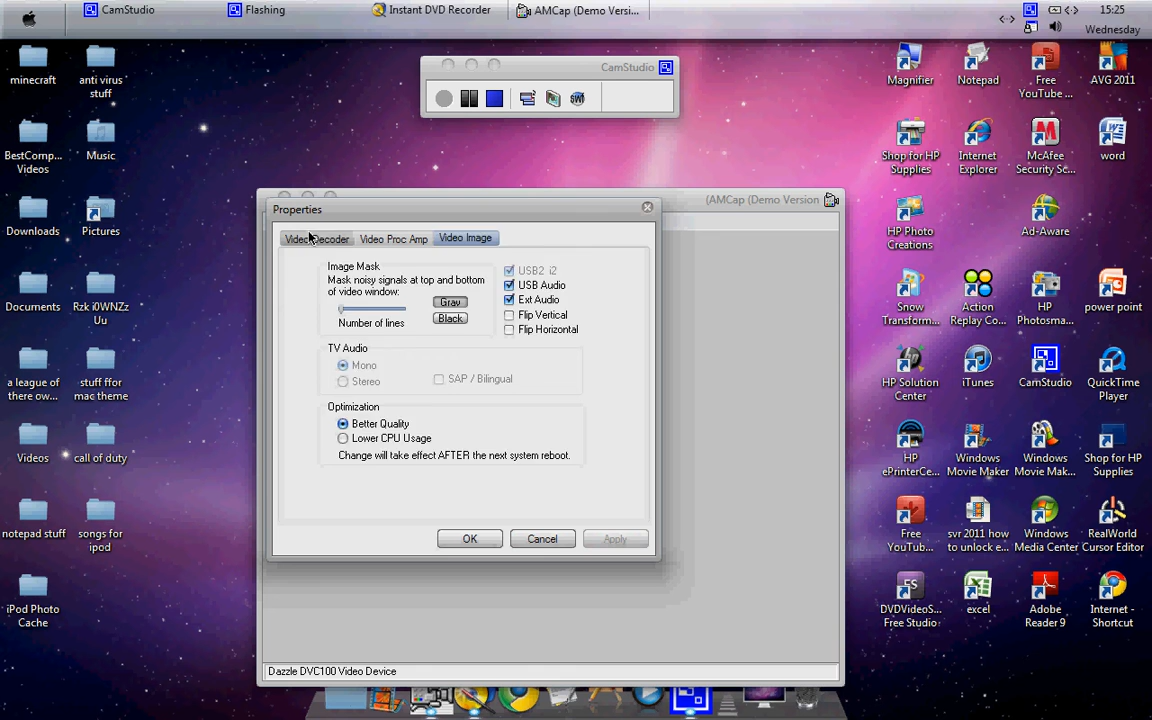 CamStudio
Flashing
Instant DVD Recorder
AMCap (Demo Versi...
15:25
Wednesday
minecraft
anti virus
stuff
BestComp...
Videos
Music
Downloads
Pictures
Documents
Rzk i0WNZz
Uu
a league of
there ow...
stuff ffor
mac theme
Videos
call of duty
notepad stuff
songs for
ipod
iPod Photo
Cache
CamStudio
SWF
(AMCap (Demo Version
Properties
Video Decoder
Video Proc Amp
Video Image
Image Mask
Mask noisy signals at top and bottom
of video window:
Gray
Black
Number of lines
USB2 i2
USB Audio
Ext Audio
Flip Vertical
Flip Horizontal
TV Audio
Mono
Stereo
SAP / Bilingual
Optimization
Better Quality
Lower CPU Usage
Change will take effect AFTER the next system reboot.
OK
Cancel
Apply
Dazzle DVC100 Video Device
Magnifier
Notepad
Free
YouTube ...
AVG 2011
Shop for HP
Supplies
Internet
Explorer
McAfee
Security Sc...
word
HP Photo
Creations
Ad-Aware
Snow
Transform...
Action
Replay Co...
HP
Photosma...
power point
HP Solution
Center
iTunes
CamStudio
QuickTime
Player
HP
ePrinterCe...
Windows
Movie Maker
Windows
Movie Mak...
Shop for HP
Supplies
Free
YouTub...
svr 2011 how
to unlock e...
Windows
Media Center
RealWorld
Cursor Editor
FS
DVDVideoS...
Free Studio
excel
Adobe
Reader 9
Internet -
Shortcut